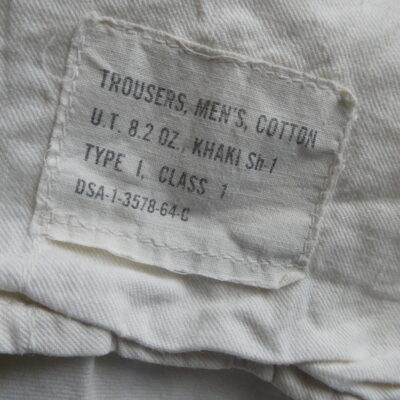 TROUSERS, MEN'S, COTTON
U.T. 8.2 OZ., KHAKI Sh-1
TYPE I, CLASS 1
DSA-1-3578-64-C